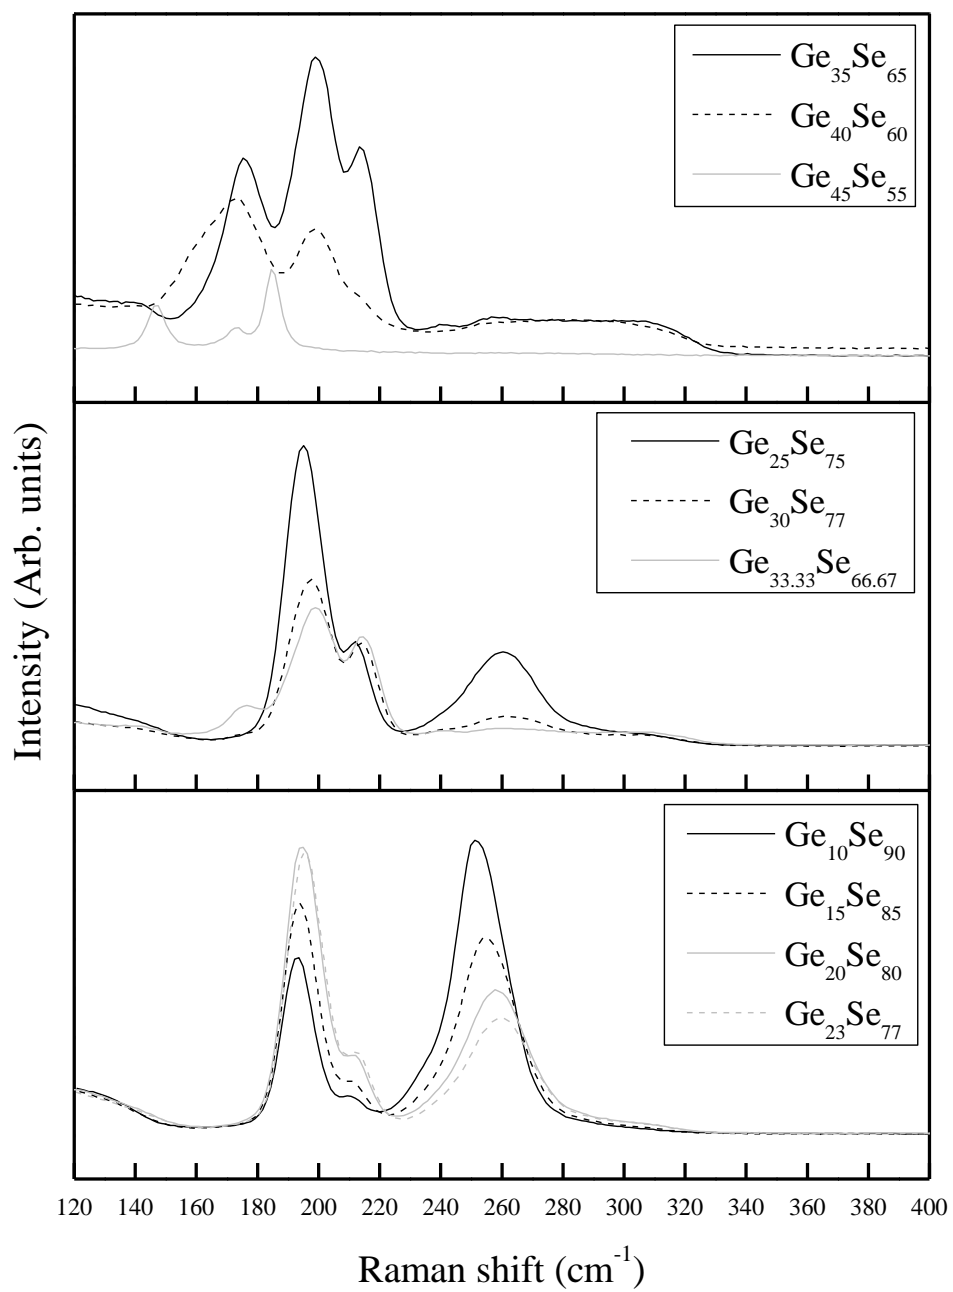 Ge35Se65
Ge40Se60
Ge45Se55
Ge25Se75
Ge30Se77
Ge33.33Se66.67
Ge10Se90
Ge15Se85
Ge20Se80
Ge23Se77
Intensity (Arb. units)
120 140 160 180 200 220 240 260 280 300 320 340 360 380 400
Raman shift (cm-1)